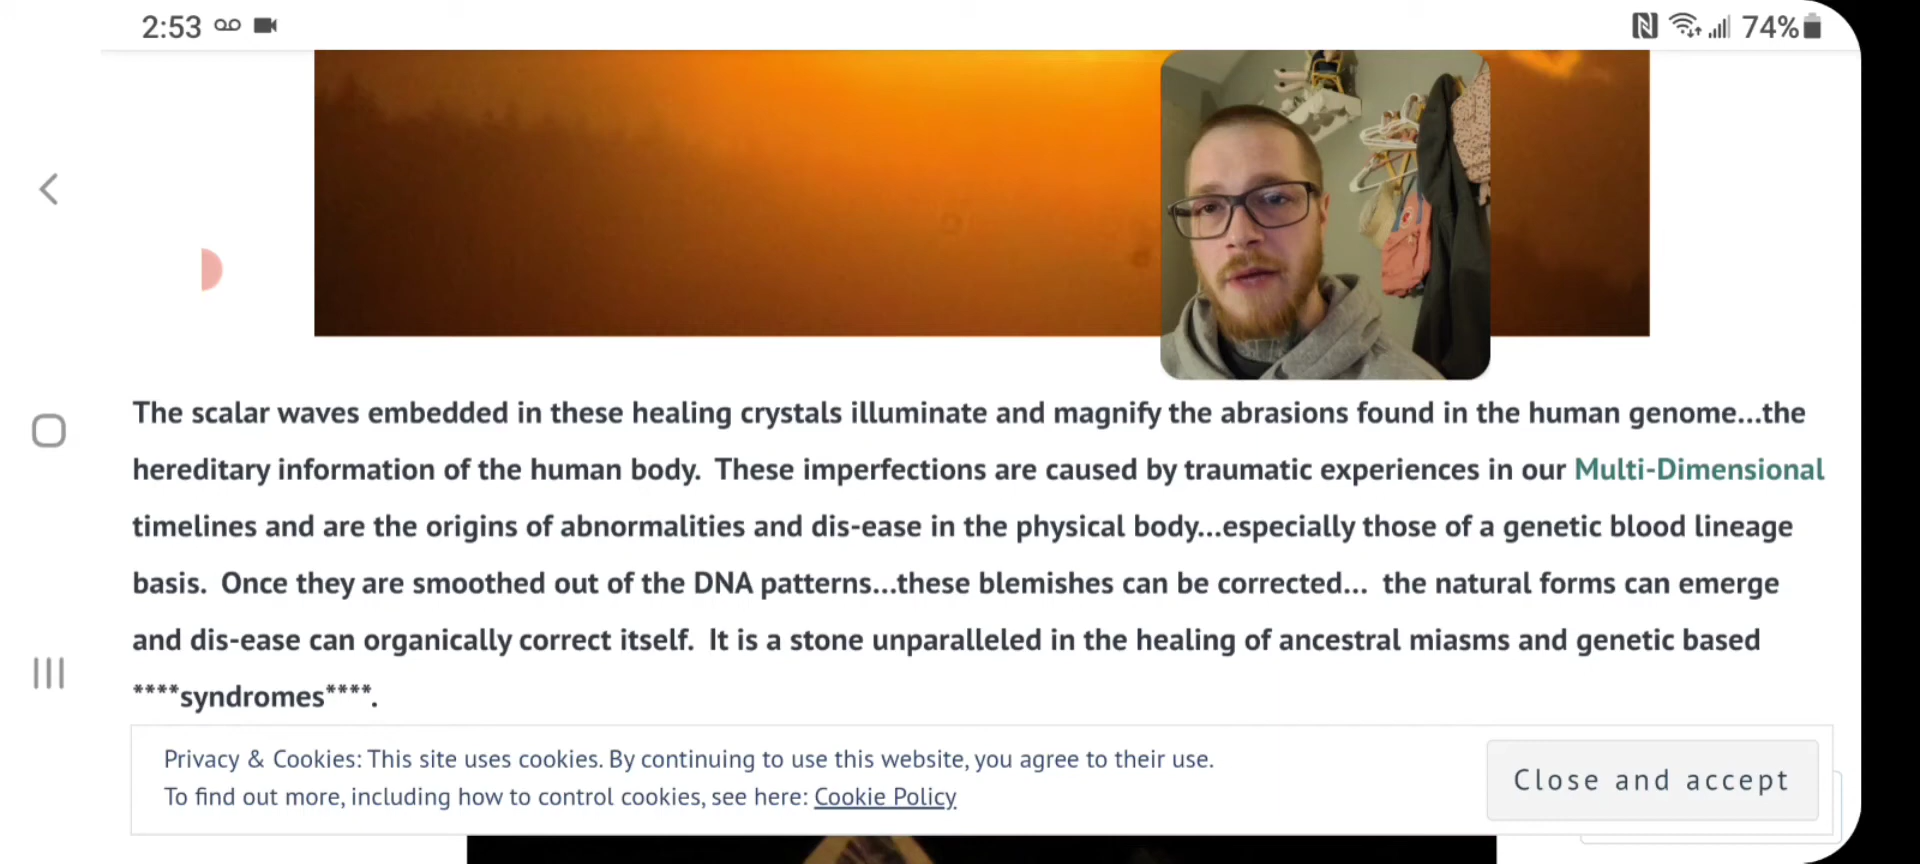 2:53
74%
The scalar waves embedded in these healing crystals illuminate and magnify the abrasions found in the human genome...the
hereditary information of the human body.  These imperfections are caused by traumatic experiences in our Multi-Dimensional
timelines and are the origins of abnormalities and dis-ease in the physical body...especially those of a genetic blood lineage
basis.  Once they are smoothed out of the DNA patterns...these blemishes can be corrected...  the natural forms can emerge
and dis-ease can organically correct itself.  It is a stone unparalleled in the healing of ancestral miasms and genetic based
****syndromes****.
Privacy & Cookies: This site uses cookies. By continuing to use this website, you agree to their use.
To find out more, including how to control cookies, see here: Cookie Policy
Close and accept